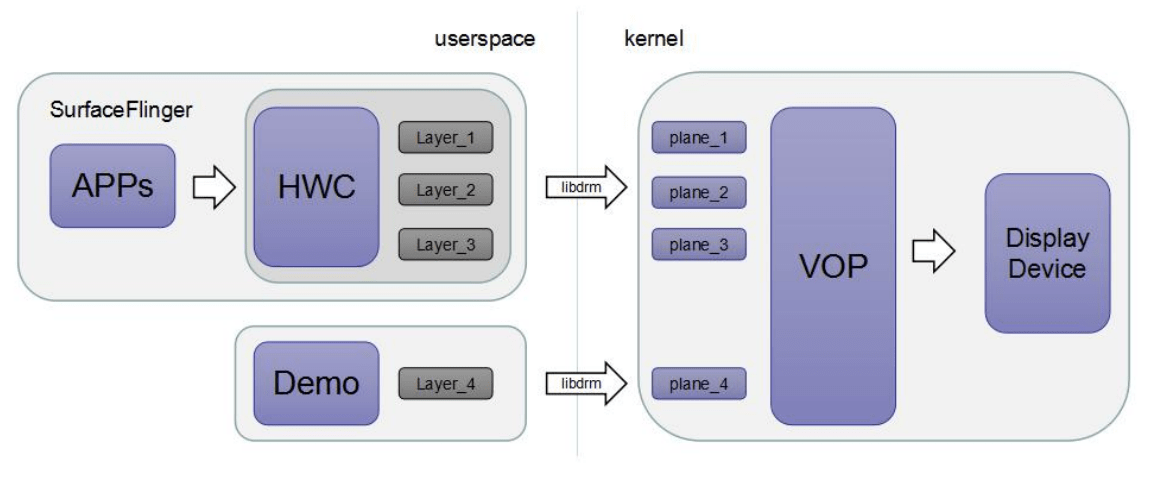 userspace
kernel
SurfaceFlinger
APPs
HWC
Layer_1
Layer_2
Layer_3
libdrm
plane_1
plane_2
plane_3
VOP
Display
Device
Demo
Layer_4
libdrm
plane_4